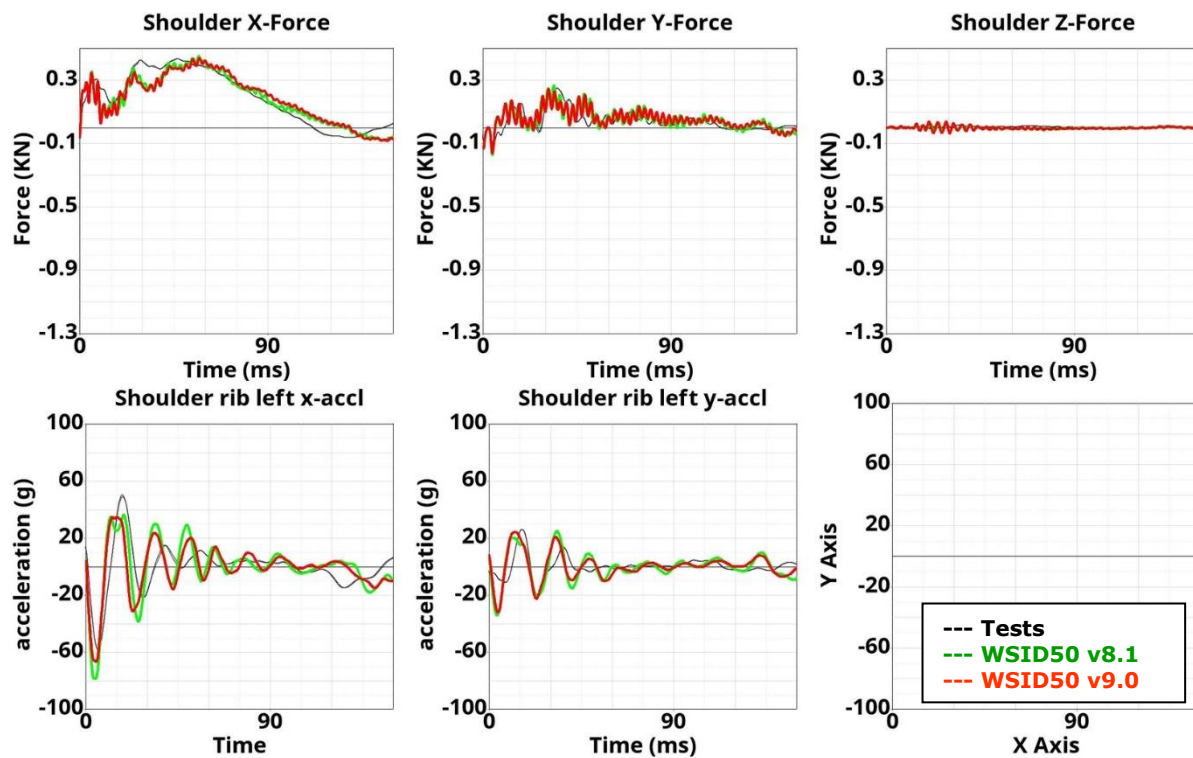 Shoulder X-Force
Shoulder Y-Force
Shoulder Z-Force
Force (KN)
0.3
-0.1
-0.5
-0.9
-1.3
0
90
Time (ms)
Force (KN)
0.3
-0.1
-0.5
-0.9
-1.3
0
90
Time (ms)
Force (KN)
0.3
-0.1
-0.5
-0.9
-1.3
0
90
Time (ms)
Shoulder rib left x-accl
Shoulder rib left y-accl
acceleration (g)
100
60
20
-20
-60
-100
0
90
Time
acceleration (g)
100
60
20
-20
-60
-100
0
90
Time (ms)
Y Axis
100
60
20
-20
-60
-100
0
90
X Axis
--- Tests
--- WSID50 v8.1
--- WSID50 v9.0